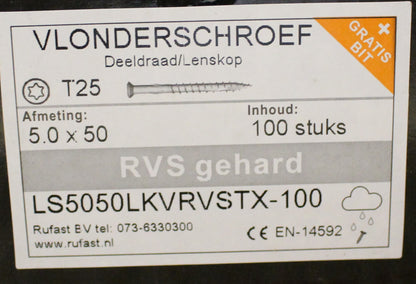 VLONDERSCHROEF
Deeldraad/Lenskop
+
GRATIS
BIT
T25
Afmeting:
5.0 x 50
Inhoud:
100 stuks
RVS gehard
LS5050LKVRVSTX-100
Rufast BV tel: 073-6330300
www.rufast.nl
CE EN-14592